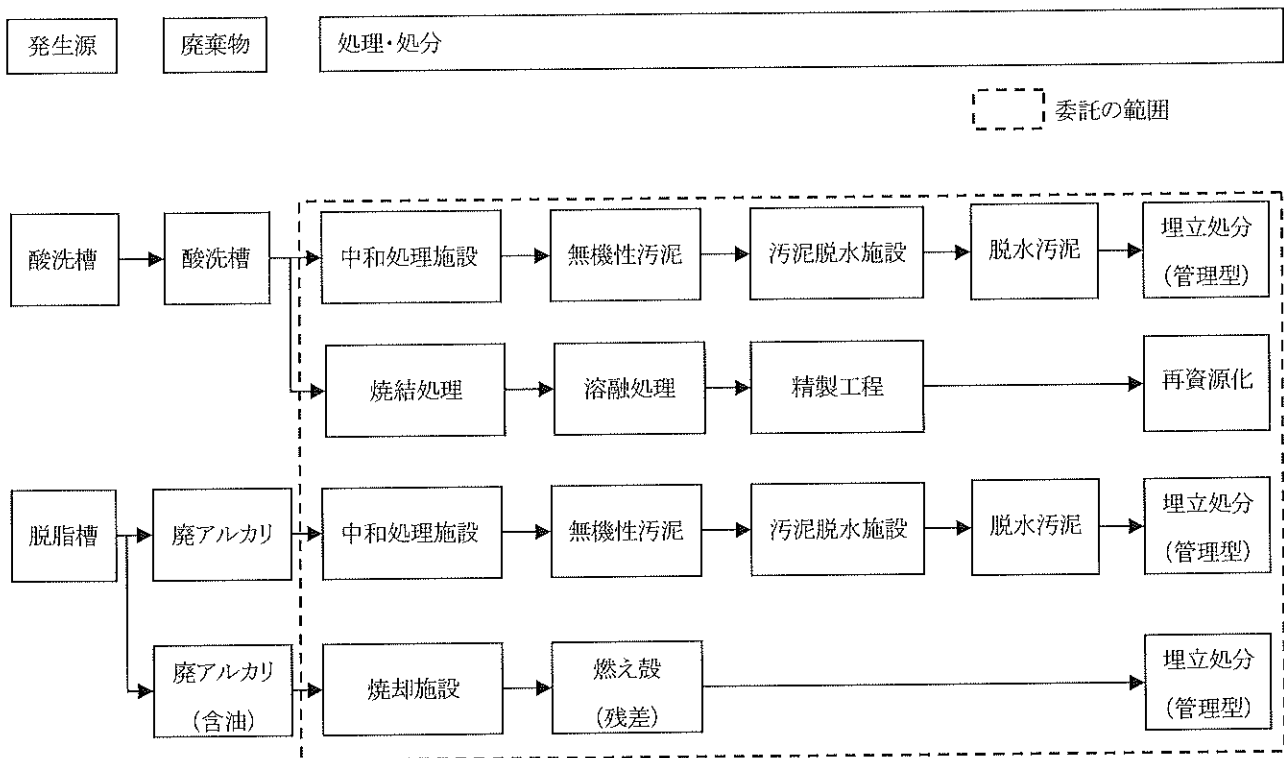 発生源
廃棄物
処理・処分
委託の範囲
酸洗槽
酸洗槽
中和処理施設
無機性汚泥
汚泥脱水施設
脱水汚泥
埋立処分
(管理型)
焼結処理
溶融処理
精製工程
再資源化
脱脂槽
廃アルカリ
中和処理施設
無機性汚泥
汚泥脱水施設
脱水汚泥
埋立処分
(管理型)
廃アルカリ
(含油)
焼却施設
燃え殻
(残差)
埋立処分
(管理型)